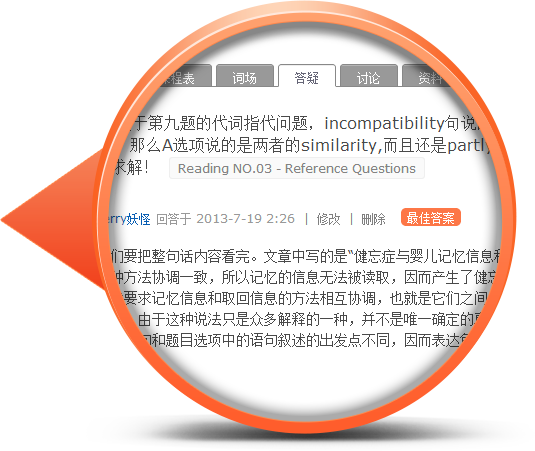 程表 词场 答疑 讨论 资料
于第九题的代词指代问题，incompatibility句说
那么A选项说的是两者的similarity,而且还是partly
求解！ Reading NO.03 - Reference Questions
erry妖怪 回答于 2013-7-19 2:26 | 修改 | 删除 最佳答案
们要把整句话内容看完。文章中写的是“健忘症与婴儿记忆信息和
种方法协调一致，所以记忆的信息无法被读取，因而产生了健忘
要求记忆信息和取回信息的方法相互协调，也就是它们之间
由于这种说法只是众多解释的一种，并不是唯一确定的
和题目选项中的语句叙述的出发点不同，因而表达